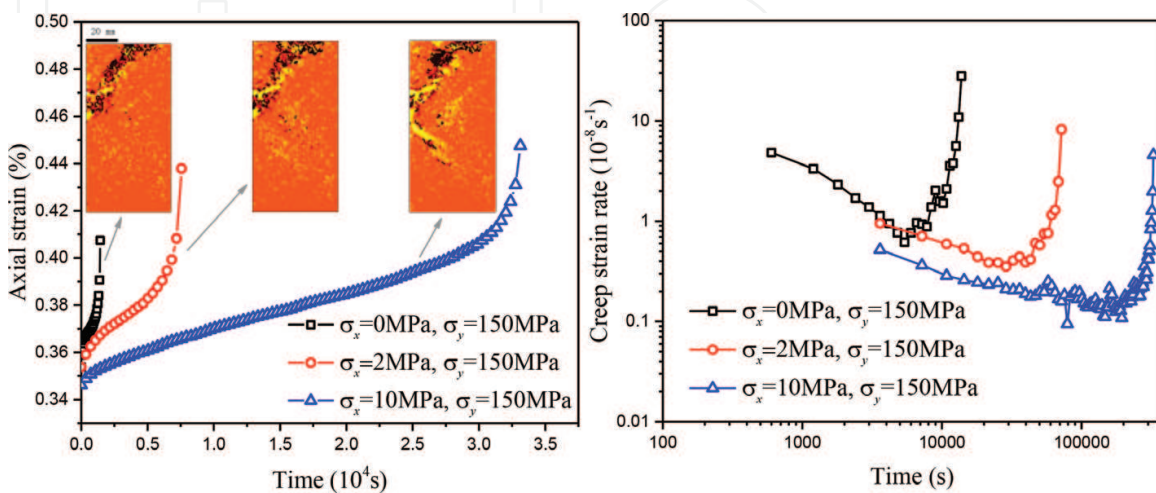 0.50
0.48
0.46
0.44
0.42
0.40
0.38
0.36
0.34
Axial strain (%)
20 mm
σx=0MPa, σy=150MPa
σx=2MPa, σy=150MPa
σx=10MPa, σy=150MPa
0.0 0.5 1.0 1.5 2.0 2.5 3.0 3.5
Time (10⁴s)
100
10
1
0.1
0.01
Creep strain rate (10⁻⁸s⁻¹)
σx=0MPa, σy=150MPa
σx=2MPa, σy=150MPa
σx=10MPa, σy=150MPa
100 1000 10000 100000
Time (s)